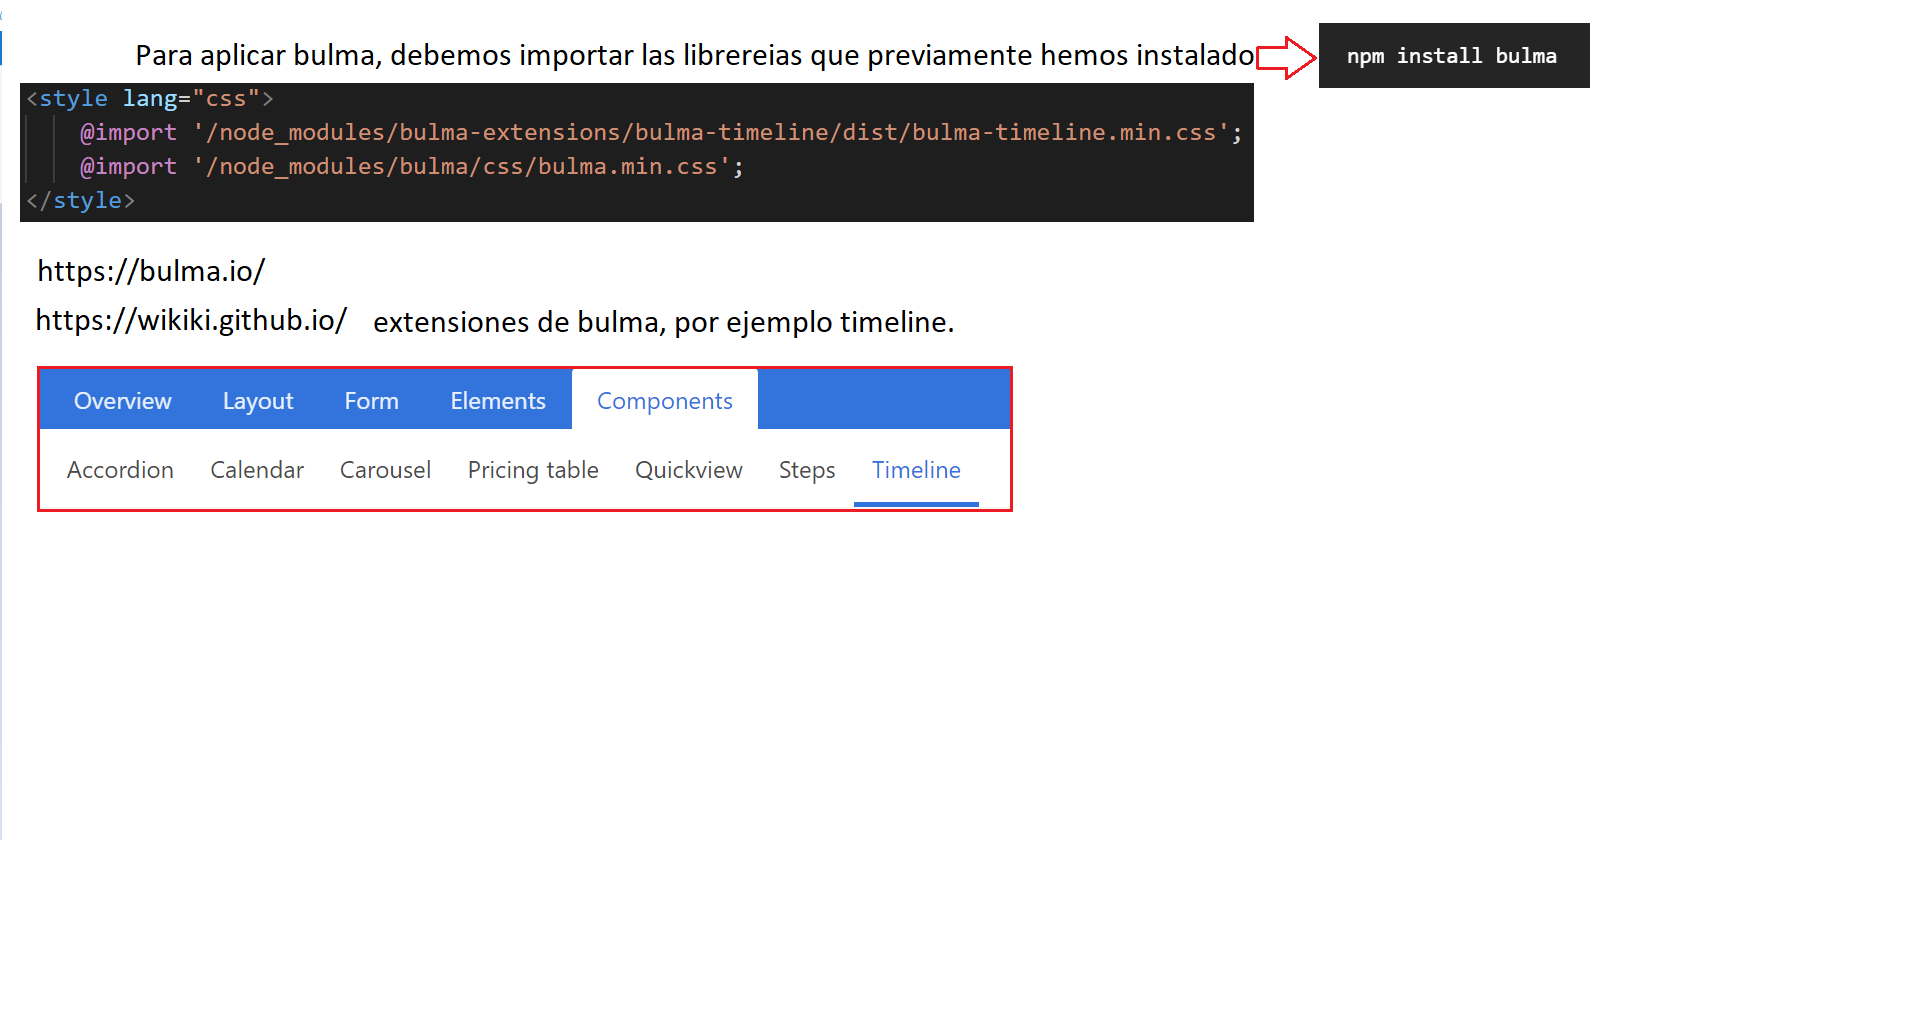 Para aplicar bulma, debemos importar las librereias que previamente hemos instalado
npm install bulma
<style lang="css">
@import '/node_modules/bulma-extensions/bulma-timeline/dist/bulma-timeline.min.css';
@import '/node_modules/bulma/css/bulma.min.css';
</style>
https://bulma.io/
https://wikiki.github.io/ extensiones de bulma, por ejemplo timeline.
Overview Layout Form Elements Components
Accordion Calendar Carousel Pricing table Quickview Steps Timeline